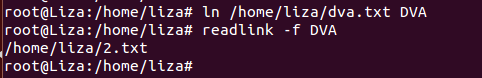 root@Liza:/home/liza# ln /home/liza/dva.txt DVA
root@Liza:/home/liza# readlink -f DVA
/home/liza/2.txt
root@Liza:/home/liza#